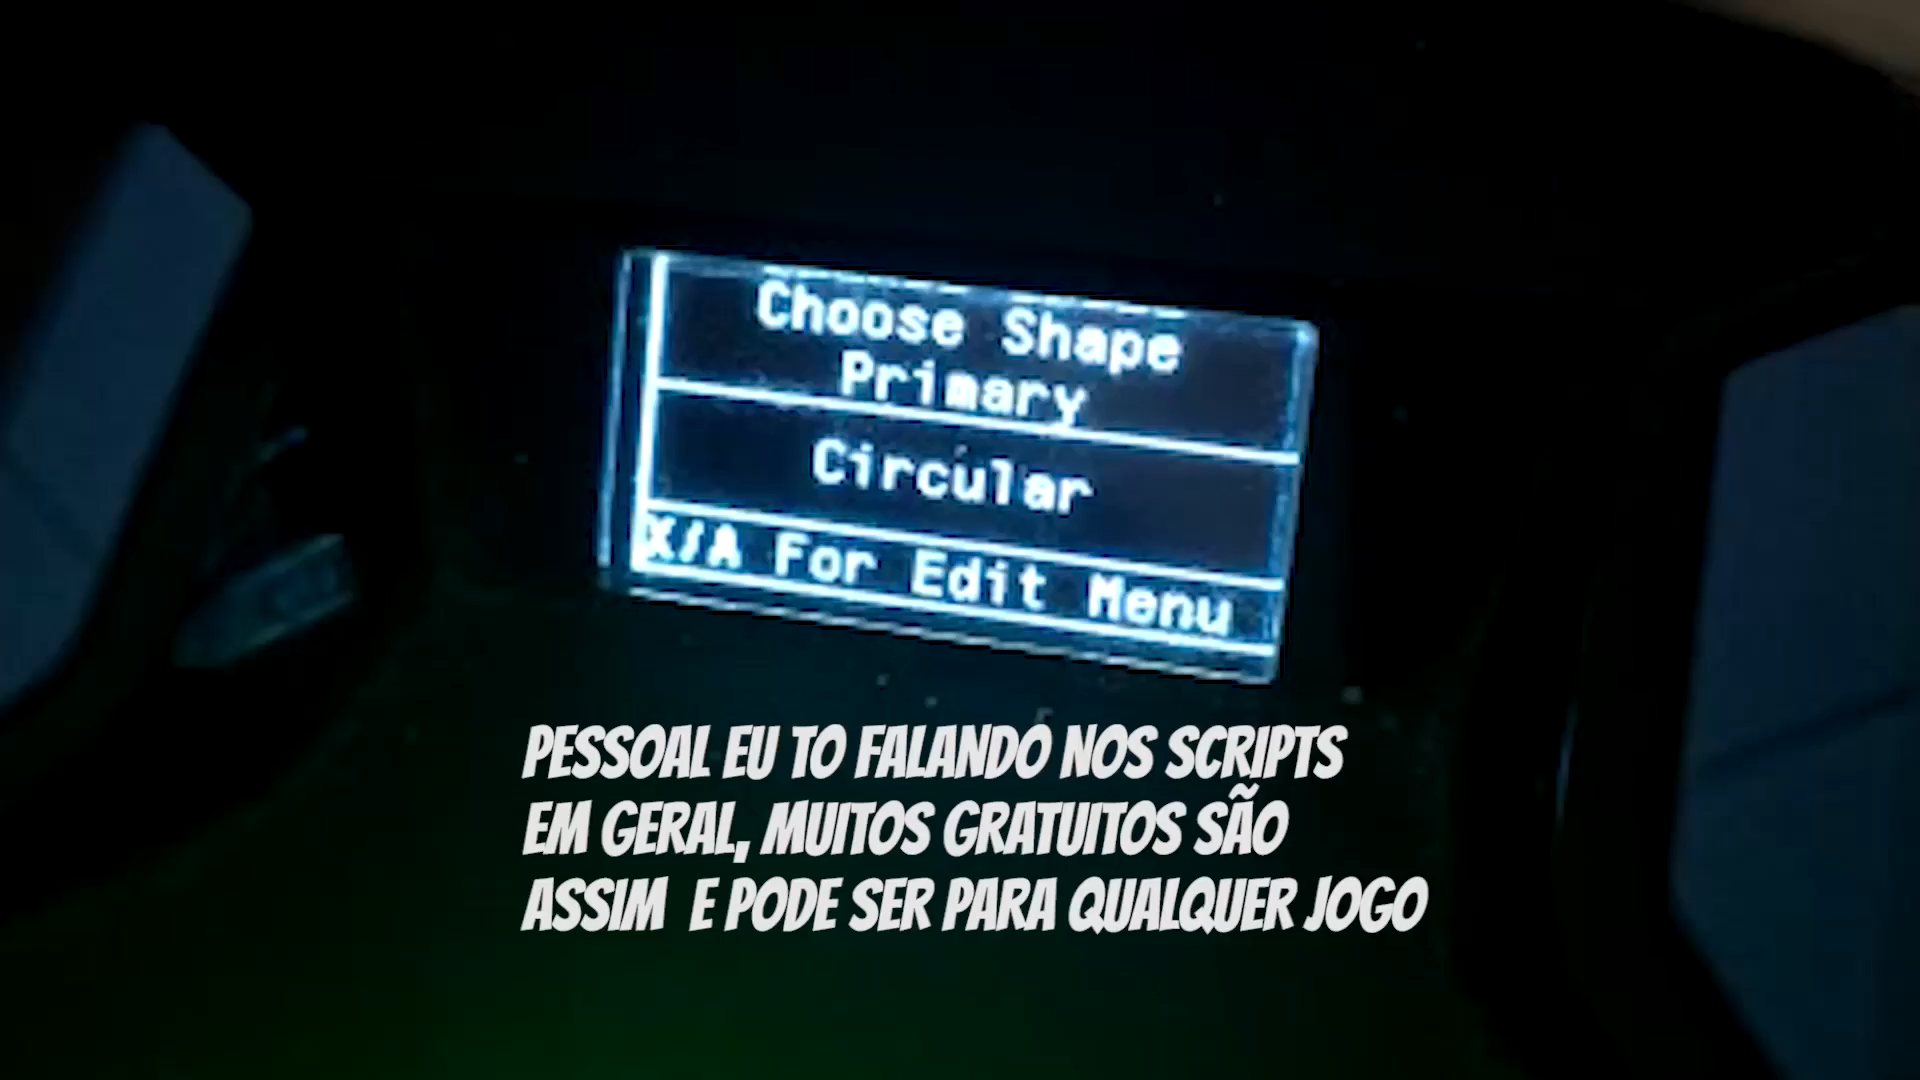 Choose Shape
Primary
Circular
X/A For Edit Menu
PESSOAL EU TO FALANDO NOS SCRIPTS
EM GERAL, MUITOS GRATUITOS SÃO
ASSIM E PODE SER PARA QUALQUER JOGO